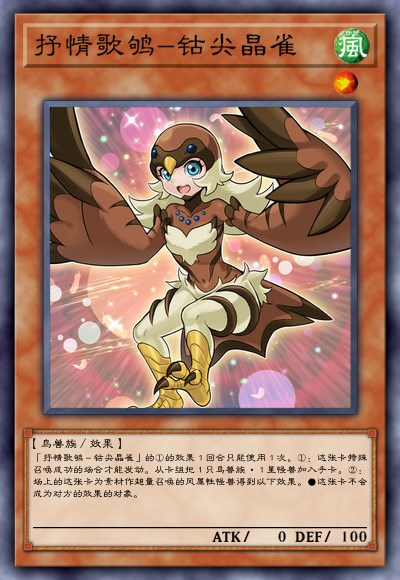 抒情歌鸲-钴尖晶雀
風
【鸟兽族/效果】
「抒情歌鸲-钴尖晶雀」的①的效果1回合只能使用1次。①：这张卡特殊
召唤成功的场合才能发动。从卡组把1只鸟兽族·1星怪兽加入手卡。②：
场上的这张卡为素材作超量召唤的风属性怪兽得到以下效果。●这张卡不会
成为对方的效果的对象。
ATK/ 0 DEF/ 100